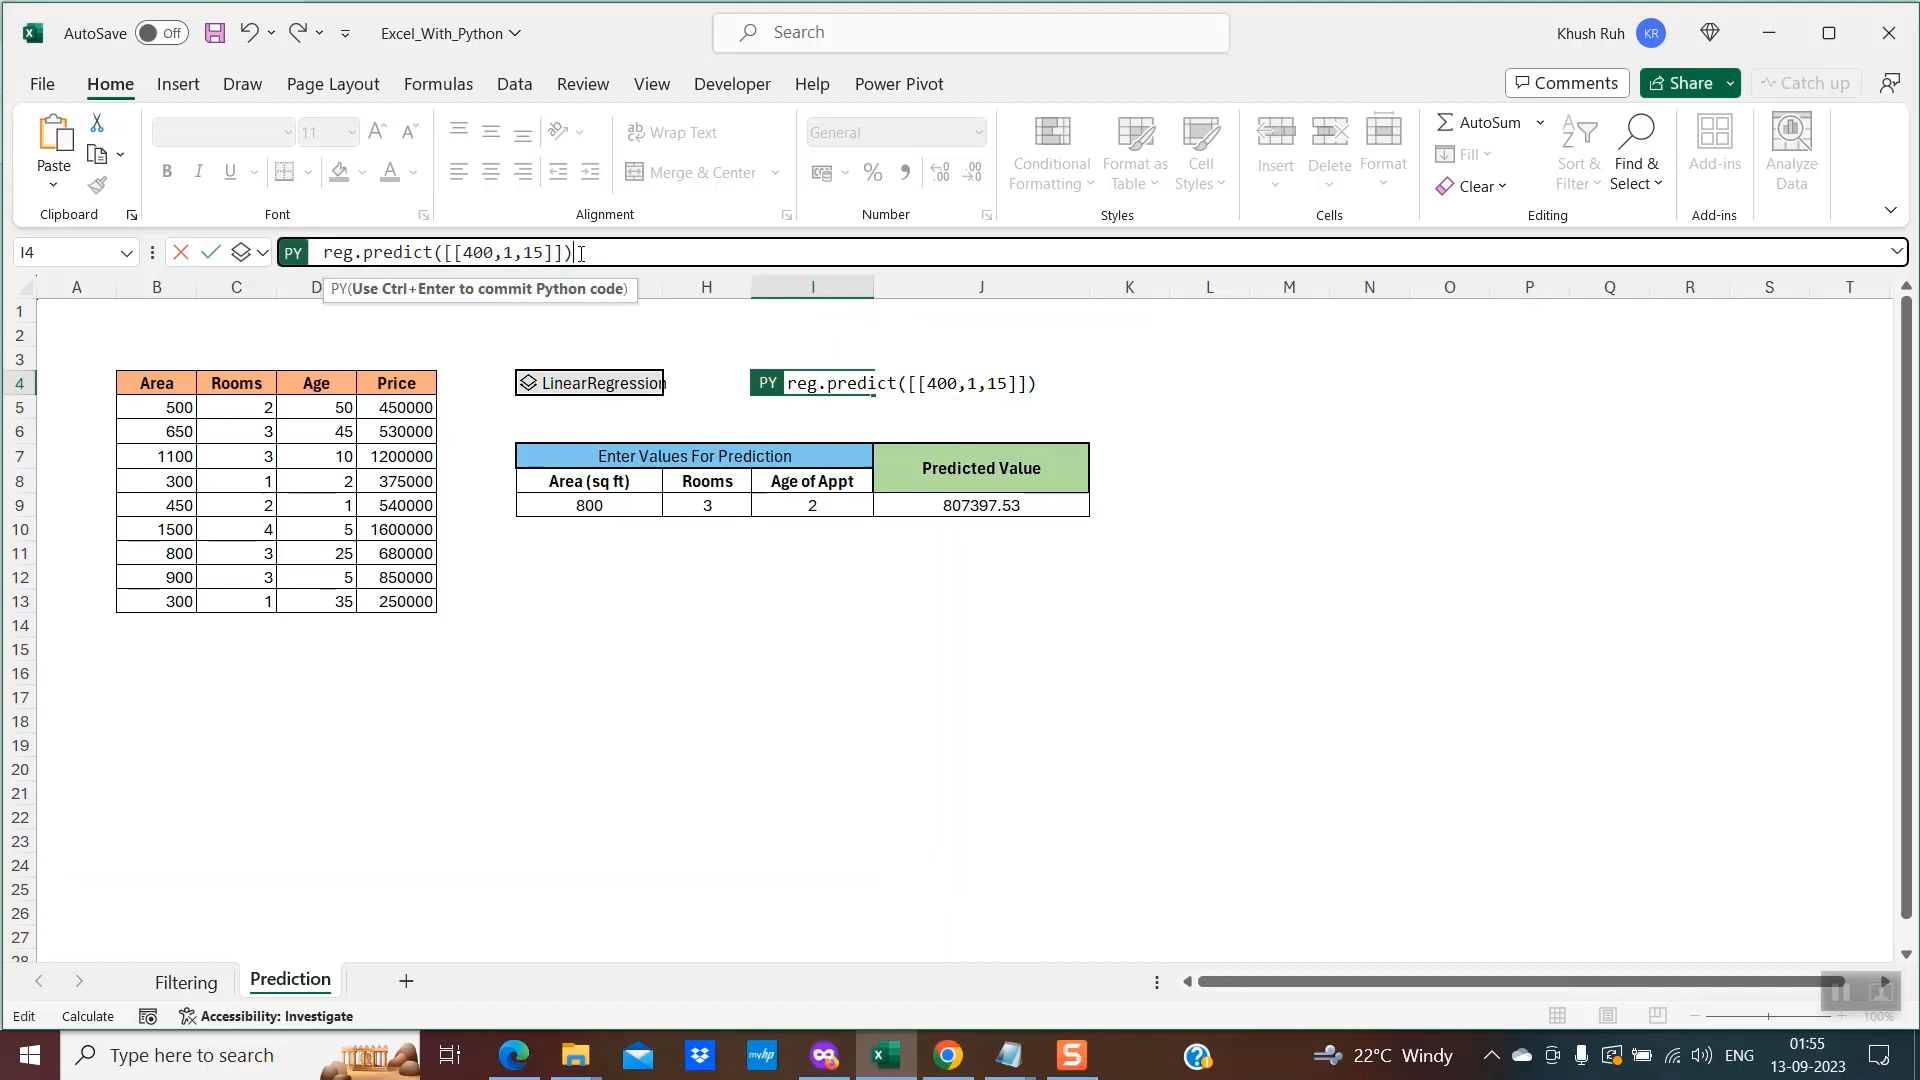 AutoSave Off Excel_With_Python Search Khush Ruh KR
File Home Insert Draw Page Layout Formulas Data Review View Developer Help Power Pivot Comments Share Catch up
Paste 11 A A ab Wrap Text General Conditional Formatting Format as Table Cell Styles Insert Delete Format AutoSum Fill Clear Sort & Filter Find & Select Add-ins Analyze Data
B I U A Merge & Center %
Clipboard Font Alignment Number Styles Cells Editing Add-ins
I4 PY reg.predict([[400,1,15]])
PY(Use Ctrl+Enter to commit Python code)
A B C D H I J K L M N O P Q R S T
1
2
3
4 Area Rooms Age Price LinearRegression PY reg.predict([[400,1,15]])
5 500 2 50 450000
6 650 3 45 530000
7 1100 3 10 1200000 Enter Values For Prediction Predicted Value
8 300 1 2 375000 Area (sq ft) Rooms Age of Appt
9 450 2 1 540000 800 3 2 807397.53
10 1500 4 5 1600000
11 800 3 25 680000
12 900 3 5 850000
13 300 1 35 250000
14
15
16
17
18
19
20
21
22
23
24
25
26
27
28
Filtering Prediction
Edit Calculate Accessibility: Investigate 100%
Type here to search myhp 22°C Windy ENG 01:55
13-09-2023